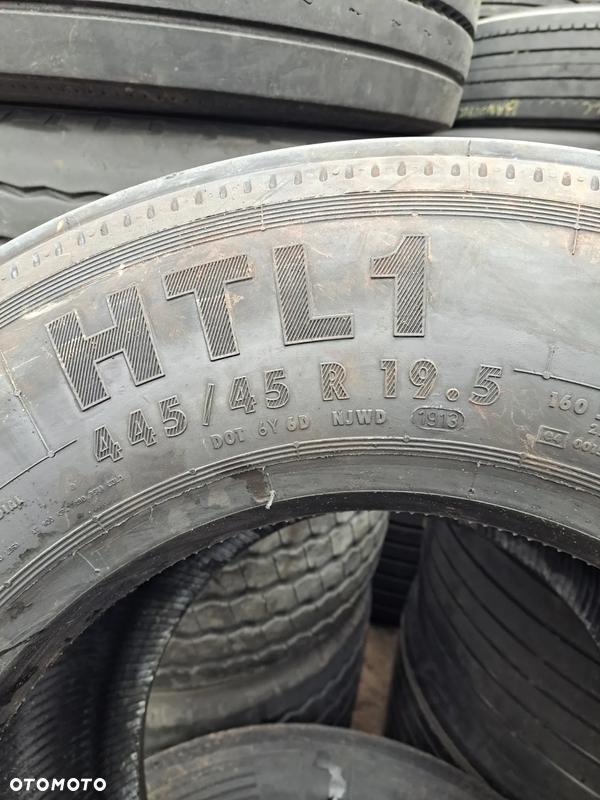 HTL1
445/45 R 19.5
160
DOT 6Y 6D NJWD 1913
OTOMOTO